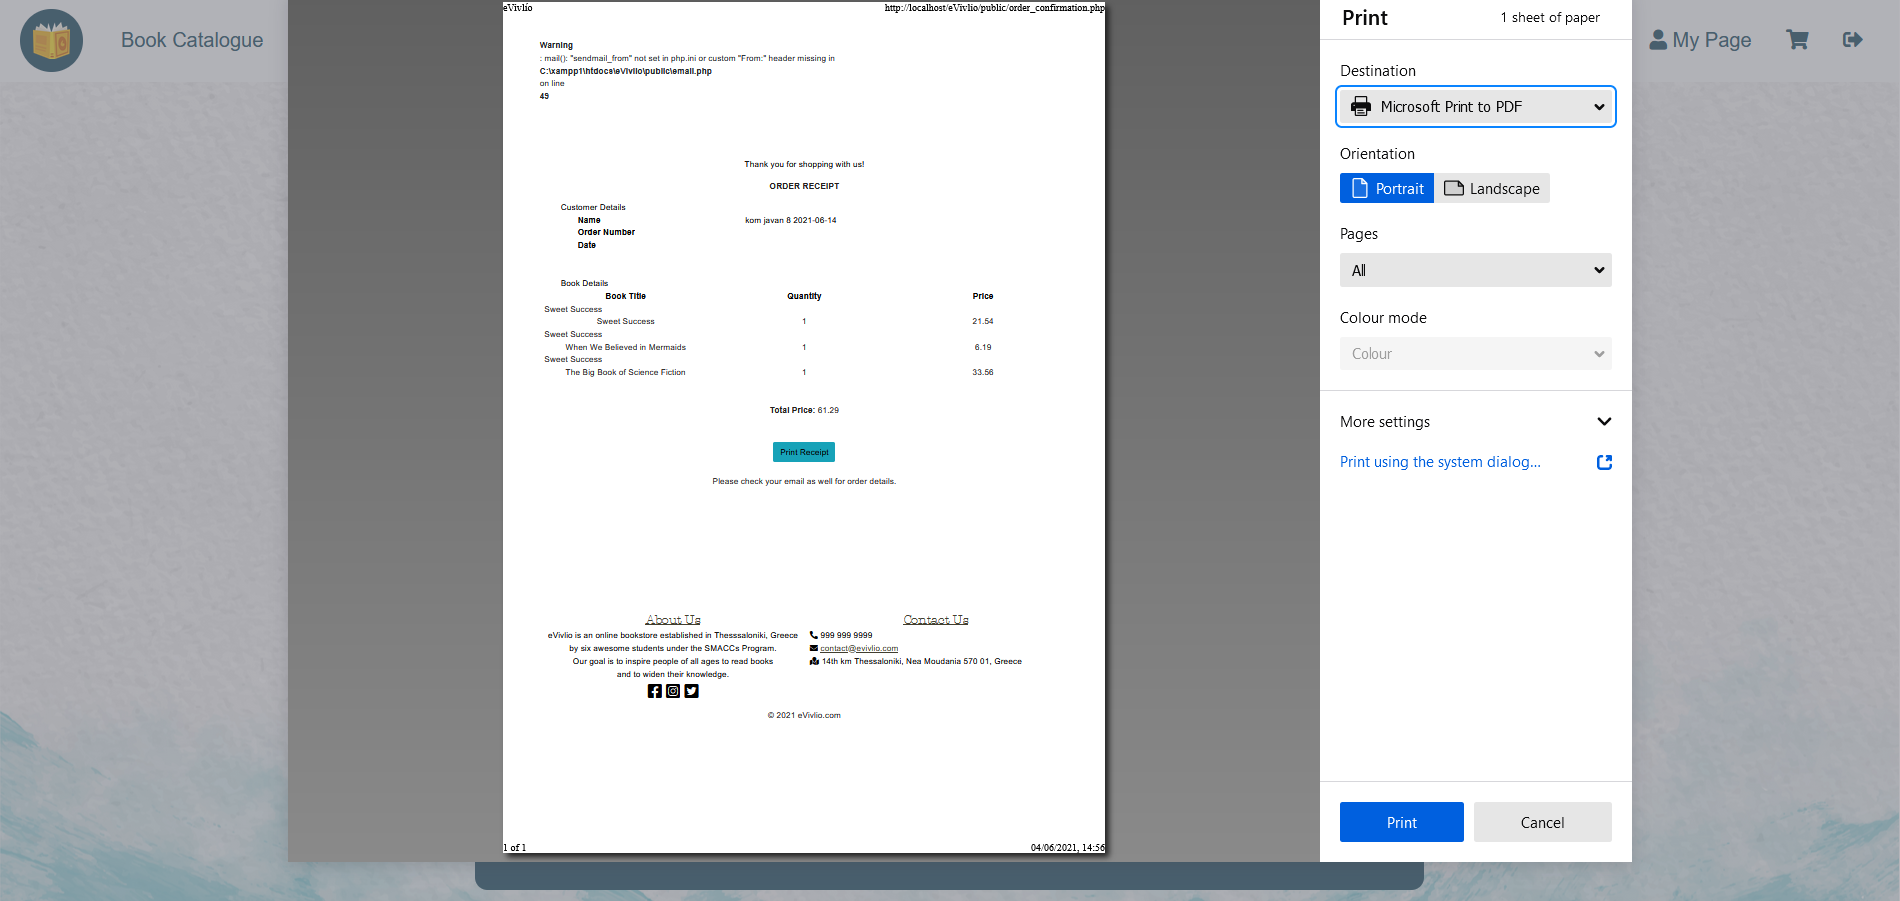 Book Catalogue
My Page
eVivlío
http://localhost/eVivlio/public/order_confirmation.php
Warning
: mail(): "sendmail_from" not set in php.ini or custom "From:" header missing in
C:\xampp1\htdocs\eVivlio\public\email.php
on line
49
Thank you for shopping with us!
ORDER RECEIPT
Customer Details
Name kom javan 8 2021-06-14
Order Number
Date
Book Details
Book Title Quantity Price
Sweet Success
Sweet Success 1 21.54
Sweet Success
When We Believed in Mermaids 1 6.19
Sweet Success
The Big Book of Science Fiction 1 33.56
Total Price: 61.29
Print Receipt
Please check your email as well for order details.
About Us
eVivlio is an online bookstore established in Thesssaloniki, Greece
by six awesome students under the SMACCs Program.
Our goal is to inspire people of all ages to read books
and to widen their knowledge.
Contact Us
999 999 9999
contact@evivlio.com
14th km Thessaloniki, Nea Moudania 570 01, Greece
© 2021 eVivlio.com
1 of 1
04/06/2021, 14:56
Print
1 sheet of paper
Destination
Microsoft Print to PDF
Orientation
Portrait
Landscape
Pages
All
Colour mode
Colour
More settings
Print using the system dialog...
Print
Cancel